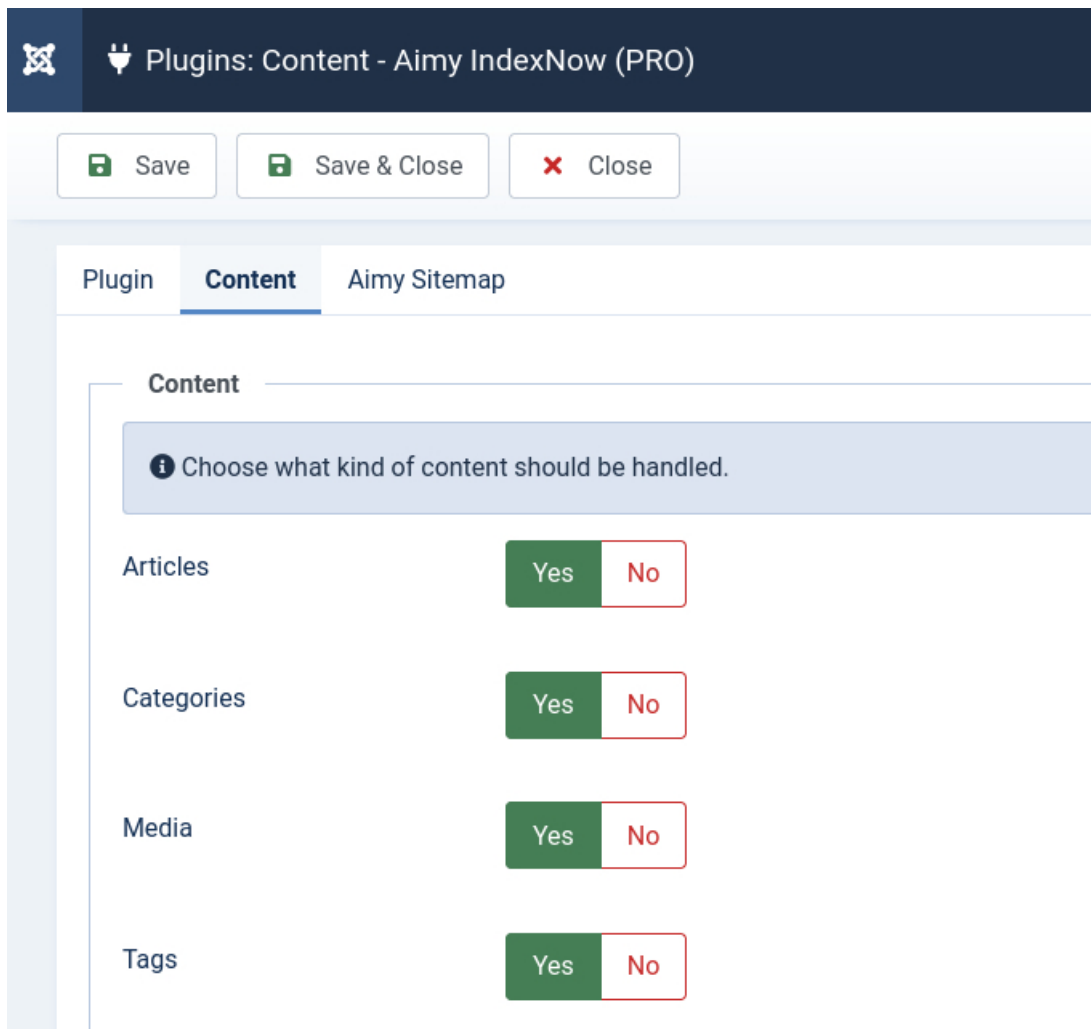 Plugins: Content - Aimy IndexNow (PRO)
Save Save & Close Close
Plugin Content Aimy Sitemap
Content
Choose what kind of content should be handled.
Articles Yes No
Categories Yes No
Media Yes No
Tags Yes No